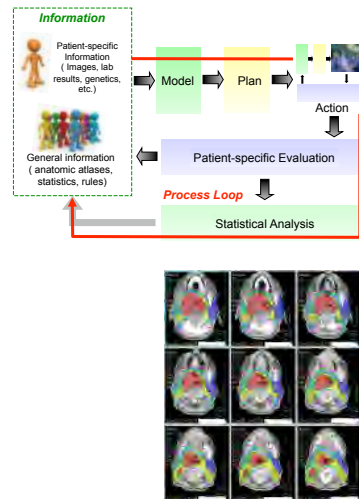 Information
Patient-specific
Information
( Images, lab
results, genetics,
etc.)
General information
( anatomic atlases,
statistics, rules)
Model
Plan
Action
Patient-specific Evaluation
Process Loop
Statistical Analysis